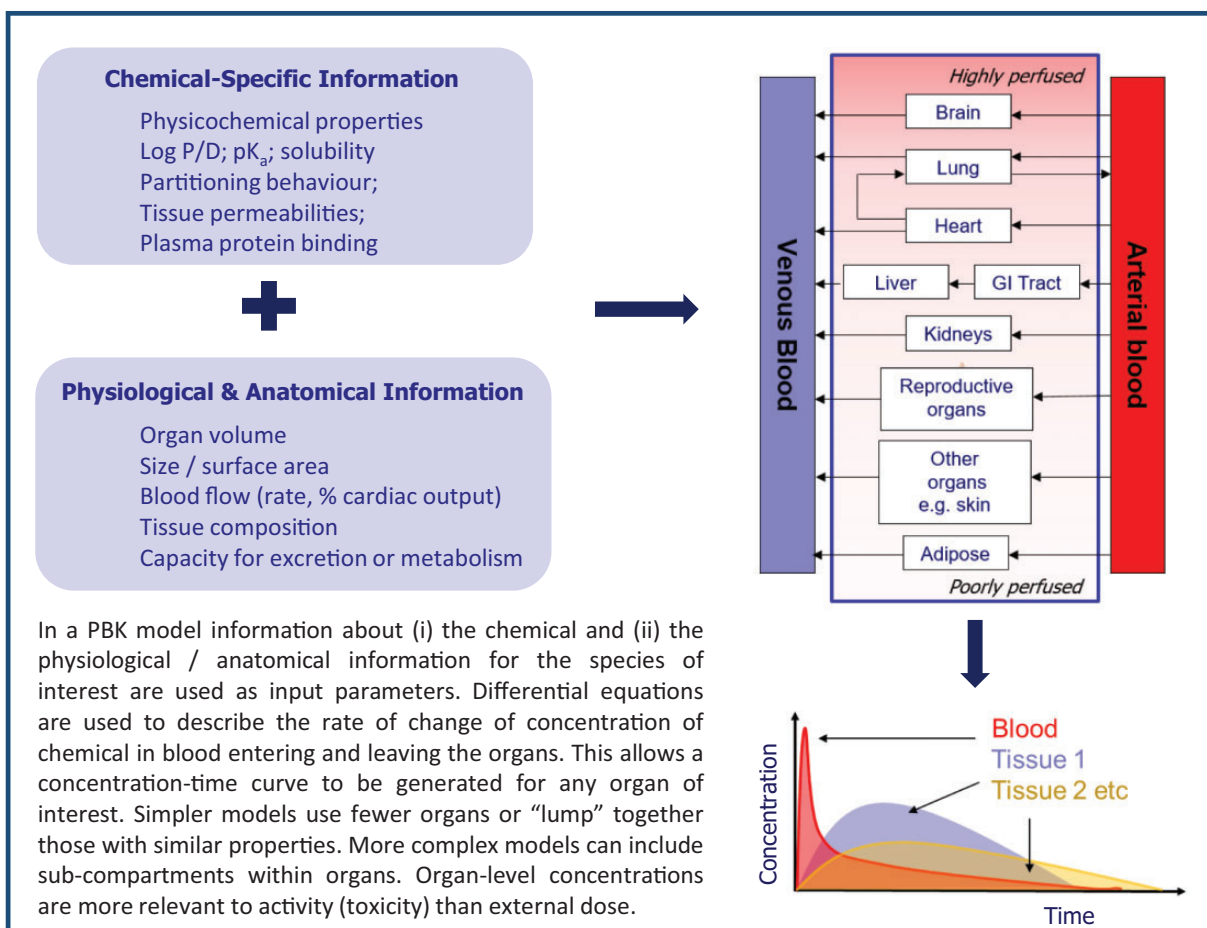 Chemical-Specific Information
Physicochemical properties
Log P/D; pKₐ; solubility
Partitioning behaviour;
Tissue permeabilities;
Plasma protein binding
Physiological & Anatomical Information
Organ volume
Size / surface area
Blood flow (rate, % cardiac output)
Tissue composition
Capacity for excretion or metabolism
In a PBK model information about (i) the chemical and (ii) the
physiological / anatomical information for the species of
interest are used as input parameters. Differential equations
are used to describe the rate of change of concentration of
chemical in blood entering and leaving the organs. This allows a
concentration-time curve to be generated for any organ of
interest. Simpler models use fewer organs or “lump” together
those with similar properties. More complex models can include
sub-compartments within organs. Organ-level concentrations
are more relevant to activity (toxicity) than external dose.
Venous Blood
Highly perfused
Brain
Lung
Heart
Liver
GI Tract
Kidneys
Reproductive
organs
Other
organs
e.g. skin
Adipose
Poorly perfused
Arterial blood
Concentration
Blood
Tissue 1
Tissue 2 etc
Time